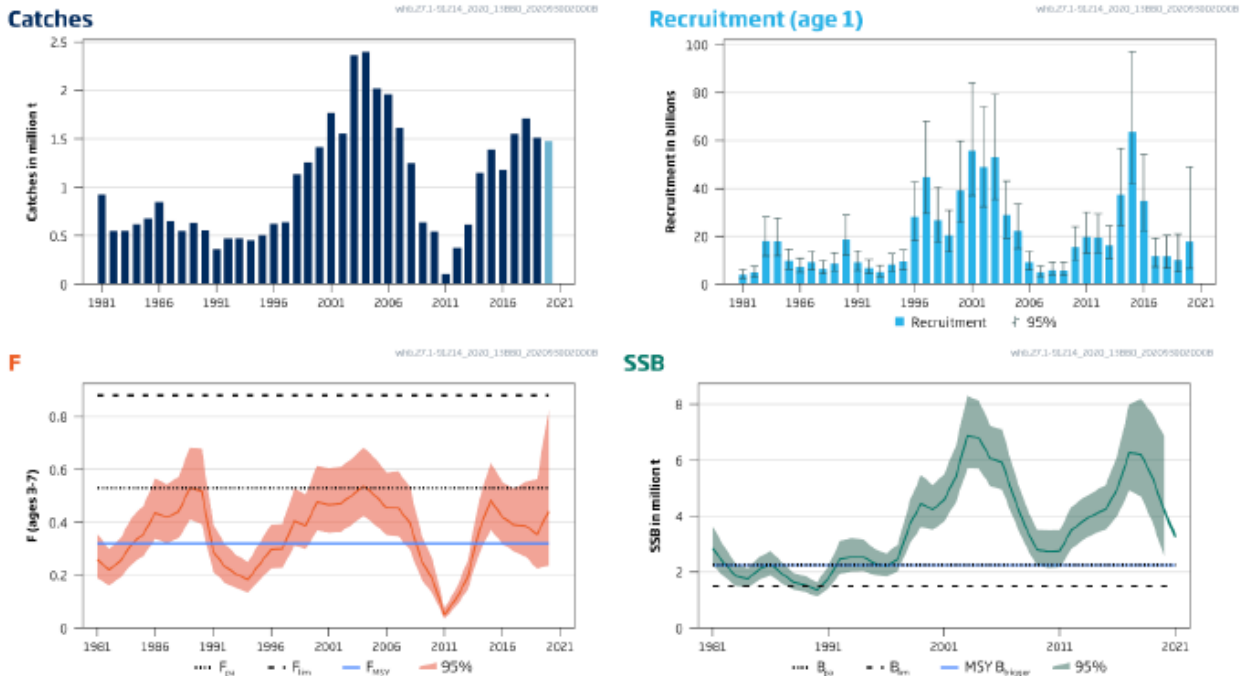 Catches
Catches in million t
2.5
2
1.5
1
0.5
0
1981 1986 1991 1996 2001 2006 2011 2016 2021
Recruitment (age 1)
Recruitment in billions
100
80
60
40
20
0
1981 1986 1991 1996 2001 2006 2011 2016 2021
Recruitment 95%
F
F (ages 3-7)
0.8
0.6
0.4
0.2
0
1981 1986 1991 1996 2001 2006 2011 2016 2021
Fpa Flim FMSY 95%
SSB
SSB in million t
8
6
4
2
0
1981 1991 2001 2011 2021
Bpa Blim MSY Btrigger 95%